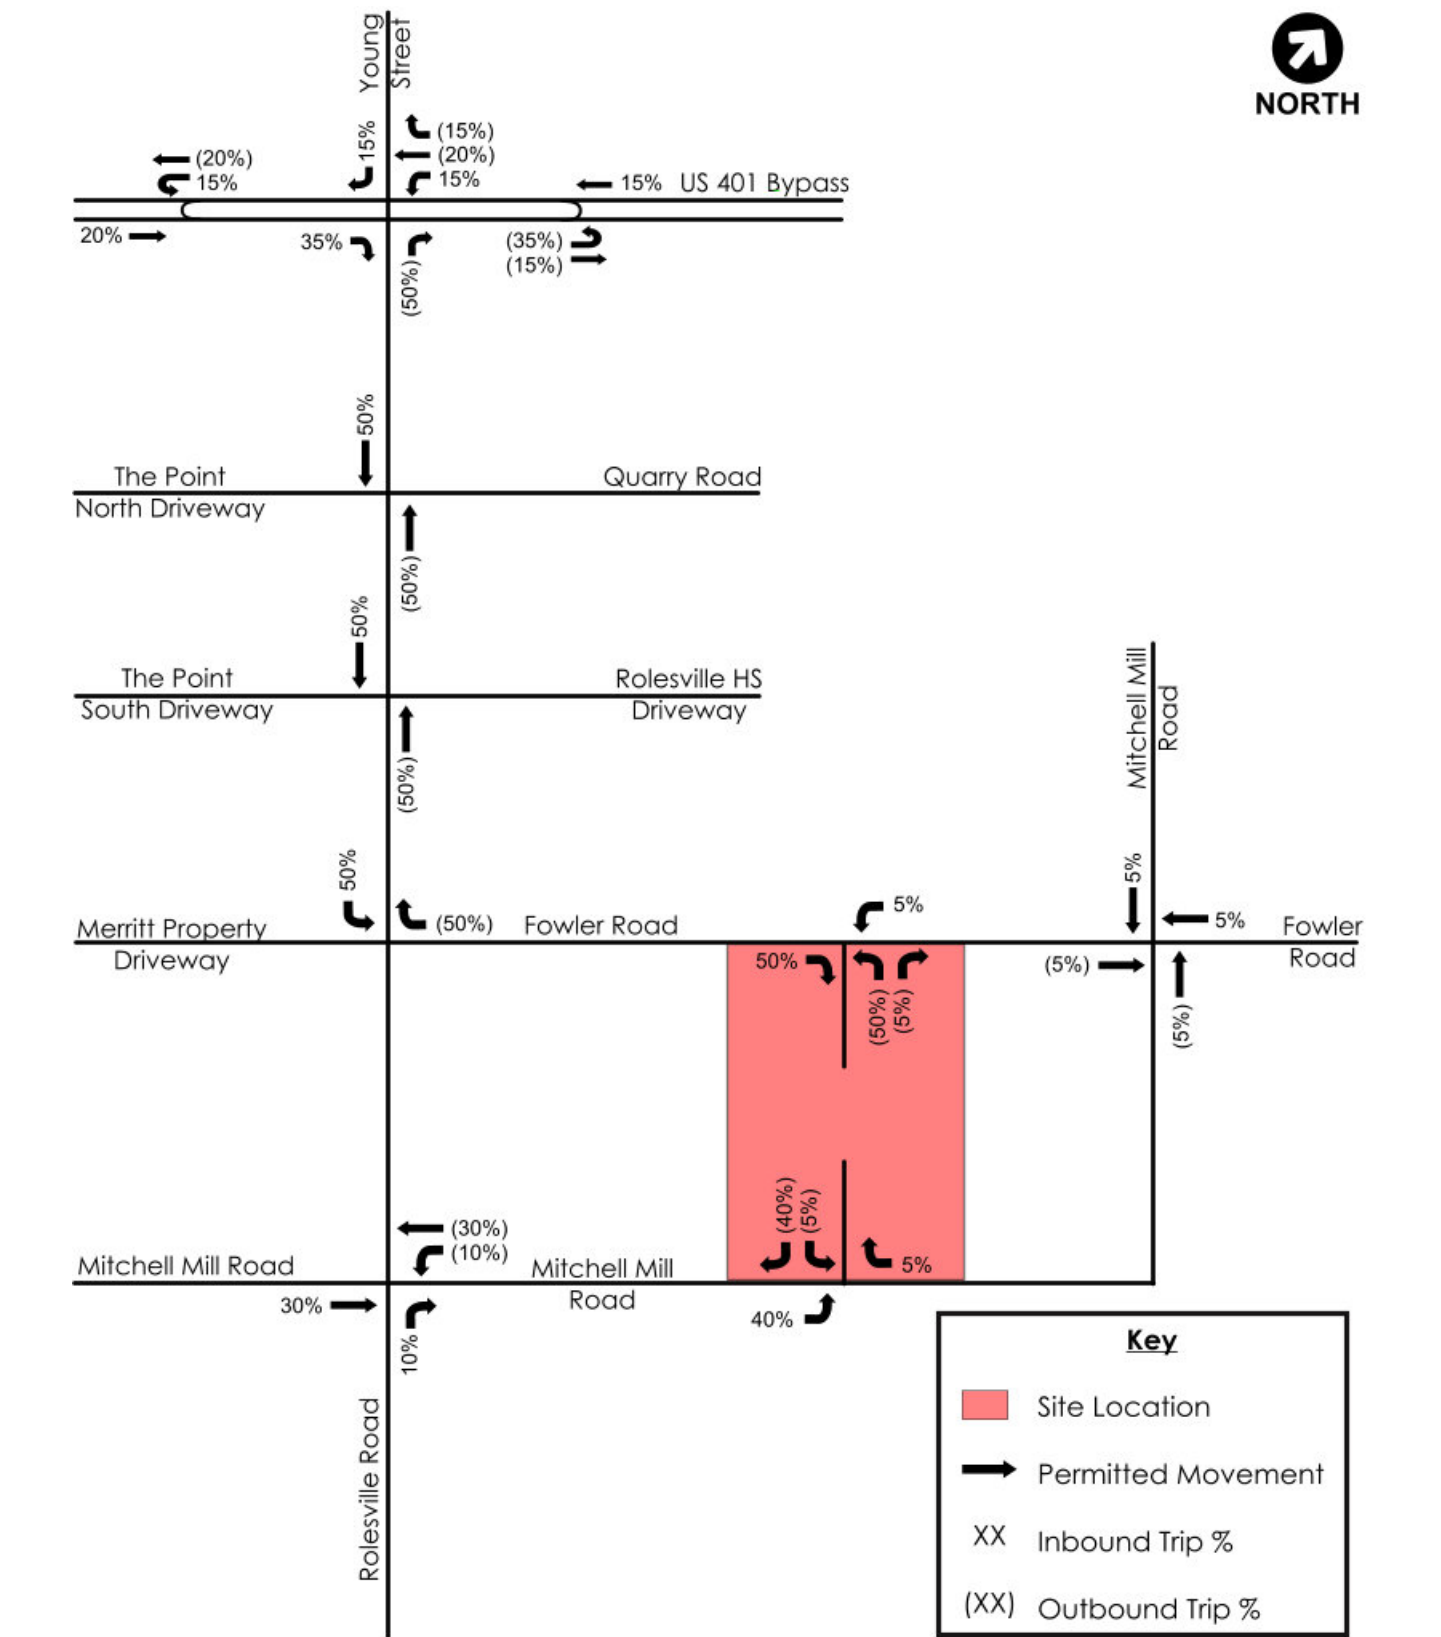 Young
Street
NORTH
15%
(15%)
(20%)
15%
(20%)
15%
15%
US 401 Bypass
20%
35%
(50%)
(35%)
(15%)
50%
The Point
North Driveway
Quarry Road
(50%)
50%
The Point
South Driveway
Rolesville HS
Driveway
(50%)
Mitchell Mill
Road
50%
(50%)
Merritt Property
Driveway
Fowler Road
5%
50%
(50%)
(5%)
5%
5%
Fowler
Road
(5%)
(5%)
(40%)
(5%)
5%
40%
(30%)
(10%)
Mitchell Mill Road
Mitchell Mill
Road
30%
10%
Rolesville Road
Key
Site Location
Permitted Movement
XX Inbound Trip %
(XX) Outbound Trip %